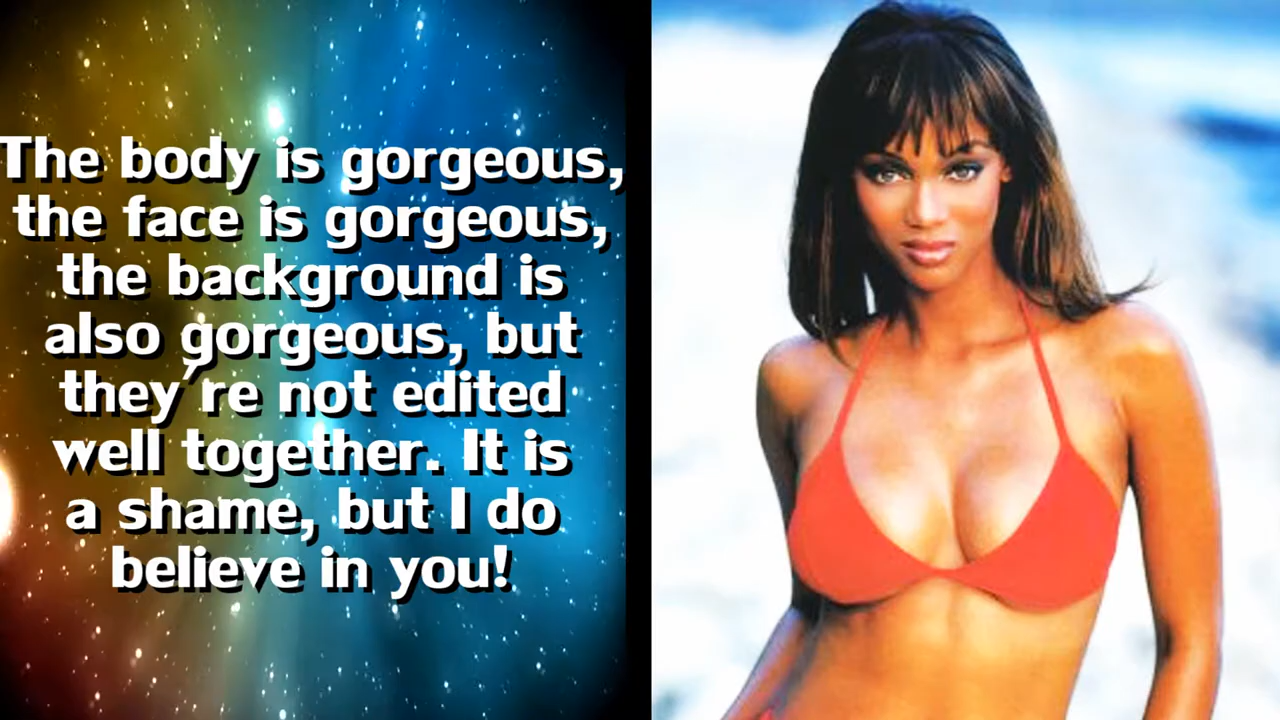 The body is gorgeous,
the face is gorgeous,
the background is
also gorgeous, but
they're not edited
well together. It is
a shame, but I do
believe in you!